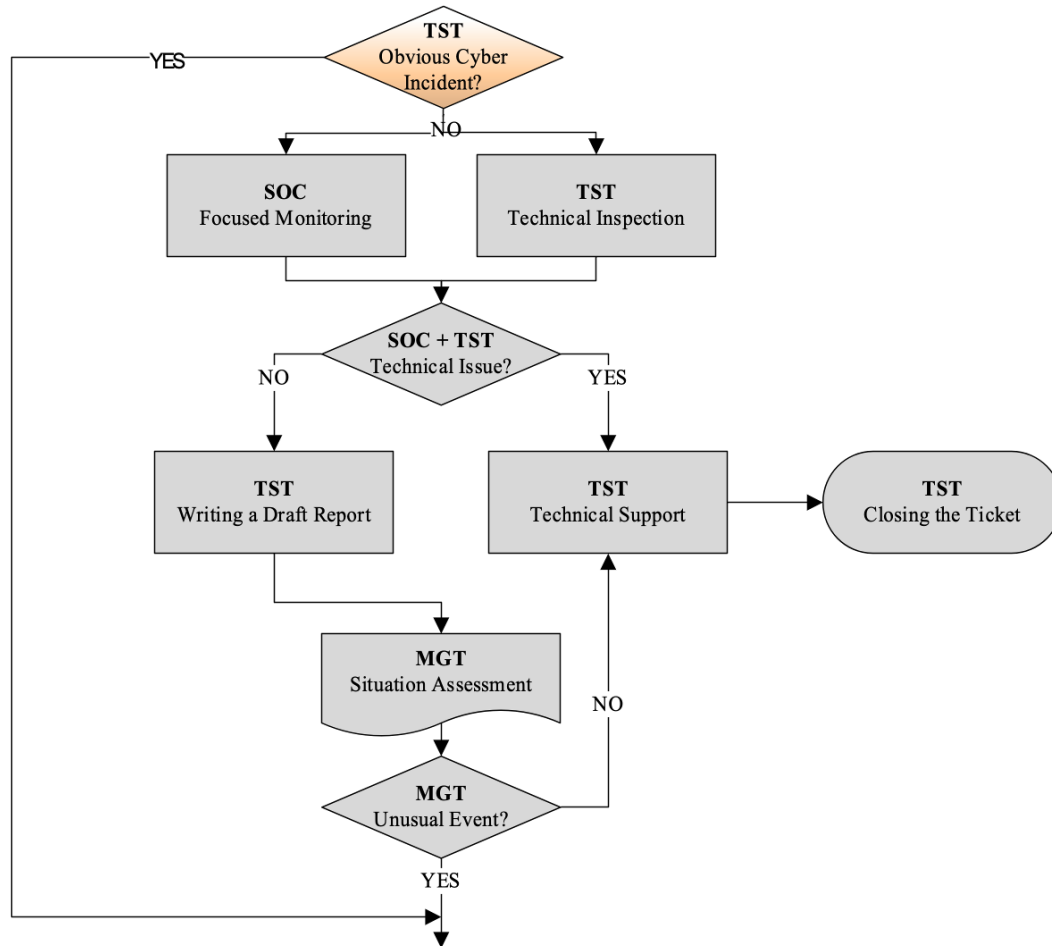 TST
Obvious Cyber
Incident?
YES
NO
SOC
Focused Monitoring
TST
Technical Inspection
SOC + TST
Technical Issue?
NO
YES
TST
Writing a Draft Report
TST
Technical Support
TST
Closing the Ticket
MGT
Situation Assessment
NO
MGT
Unusual Event?
YES